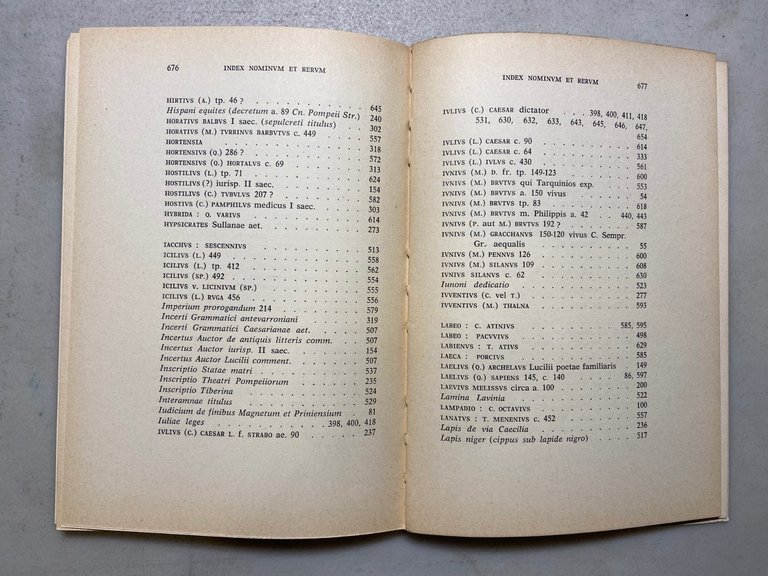 676 INDEX NOMINVM ET RERVM
HIRTIVS (A.) tp. 46 ? . . . . . . . . . . 645
Hispani equites (decretum a. 89 Cn. Pompeii Str.) 240
HORATIVS BALBVS I saec. (sepulcreti titulus) . . 302
HORATIVS (M.) TVRRINVS BARBVTVS c. 449 . . . 557
HORTENSIA . . . . . . . . . . 318
HORTENSIVS (Q.) 286 ? . . . . . . . . 572
HORTENSIVS (Q.) HORTALVS c. 69 . . . . . . 313
HOSTILIVS (L.) tp. 71 . . . . . . . . 624
HOSTILIVS (?) iurisp. II saec. . . . . . . 154
HOSTILIVS (C.) TVBVLVS 207 ? . . . . . . 582
HOSTIVS (C.) PAMPHILVS medicus I saec. . . . . 303
HYBRIDA : Q. VARIVS . . . . . . . . 614
HYPSICRATES Sullanae aet. . . . . . . . 273
IACCHVS : SESCENNIVS . . . . . . . . 513
ICILIVS (L.) 449 . . . . . . . . . 558
ICILIVS (L.) tp. 412 . . . . . . . . 562
ICILIVS (SP.) 492 . . . . . . . . . 554
ICILIVS v. LICINIVM (SP.) . . . . . . . 555
ICILIVS (L.) RVGA 456 . . . . . . . . 556
Imperium prorogandum 214 . . . . . . . 579
Incerti Grammatici antevarroniani . . . . . 319
Incerti Grammatici Caesarianae aet. . . . . . 507
Incertus Auctor de antiquis litteris comm. . . . 507
Incertus Auctor iurisp. II saec. . . . . . . 154
Incertus Auctor Lucilii comment. . . . . . . 507
Inscriptio Statae matri . . . . . . . . 537
Inscriptio Theatri Pompeiiorum . . . . . . 235
Inscriptio Tiberina . . . . . . . . . 524
Interamnae titulus . . . . . . . . . 529
Iudicium de finibus Magnetum et Priniensium . . . 81
Iuliae leges . . . . . . . . 398, 400, 418
IVLIVS (C.) CAESAR L. f. STRABO ae. 90 . . . . 237
INDEX NOMINVM ET RERVM 677
IVLIVS (C.) CAESAR dictator . . . 398, 400, 411, 418
531, 630, 632, 633, 643, 645, 646, 647,
654
IVLIVS (L.) CAESAR c. 90 . . . . . . . 614
IVLIVS (L.) CAESAR c. 64 . . . . . . . 333
IVLIVS (L.) IVLVS c. 430 . . . . . . . 561
IVNIVS (M.) D. fr. tp. 149-123 . . . . . . 600
IVNIVS (M.) BRVTVS qui Tarquinios exp. . . . . 553
IVNIVS (M.) BRVTVS a. 150 vivus . . . . . . 54
IVNIVS (M.) BRVTVS tp. 83 . . . . . . . 618
IVNIVS (M.) BRVTVS m. Philippis a. 42 . . . 440, 443
IVNIVS (P. aut M.) BRVTVS 192 ? . . . . . . 587
IVNIVS (M.) GRACCHANVS 150-120 vivus C. Sempr.
Gr. aequalis . . . . . . . . . 55
IVNIVS (M.) PENNVS 126 . . . . . . . . 600
IVNIVS (M.) SILANVS 109 . . . . . . . . 608
IVNIVS SILANVS c. 62 . . . . . . . . 630
Iunoni dedicatio . . . . . . . . . 523
IVVENTIVS (C. vel T.) . . . . . . . . 277
IVVENTIVS (M.) THALNA . . . . . . . . 593
LABEO : C. ATINIVS . . . . . . . . 585, 595
LABEO : PACVVIVS . . . . . . . . . 498
LABIENVS : T. ATIVS . . . . . . . . 629
LAECA : PORCIVS . . . . . . . . . 585
LAELIVS (Q.) ARCHELAVS Lucilii poetae familiaris . 149
LAELIVS (Q.) SAPIENS 145, c. 140 . . . . . 86, 597
LAEVIVS MELISSVS circa a. 100 . . . . . . 200
Lamina Lavinia . . . . . . . . . 522
LAMPADIO : C. OCTAVIVS . . . . . . . . 100
LANATVS : T. MENENIVS c. 452 . . . . . . 557
Lapis de via Caecilia . . . . . . . . 236
Lapis niger (cippus sub lapide nigro) . . . . . 517